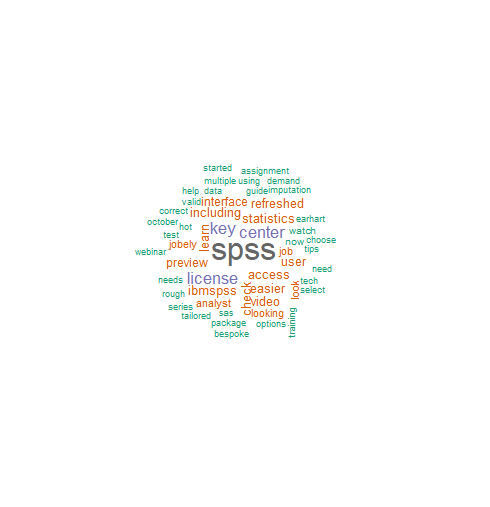 started
assignment
multiple using demand
help data guide imputation
valid interface refreshed
correct including statistics earhart
october hot learn key center watch
test now choose
jobely spss job tips
webinar
preview user need
needs license access tech
rough ibmspss check easier look select
series analyst video
tailored sas looking training
package options
bespoke